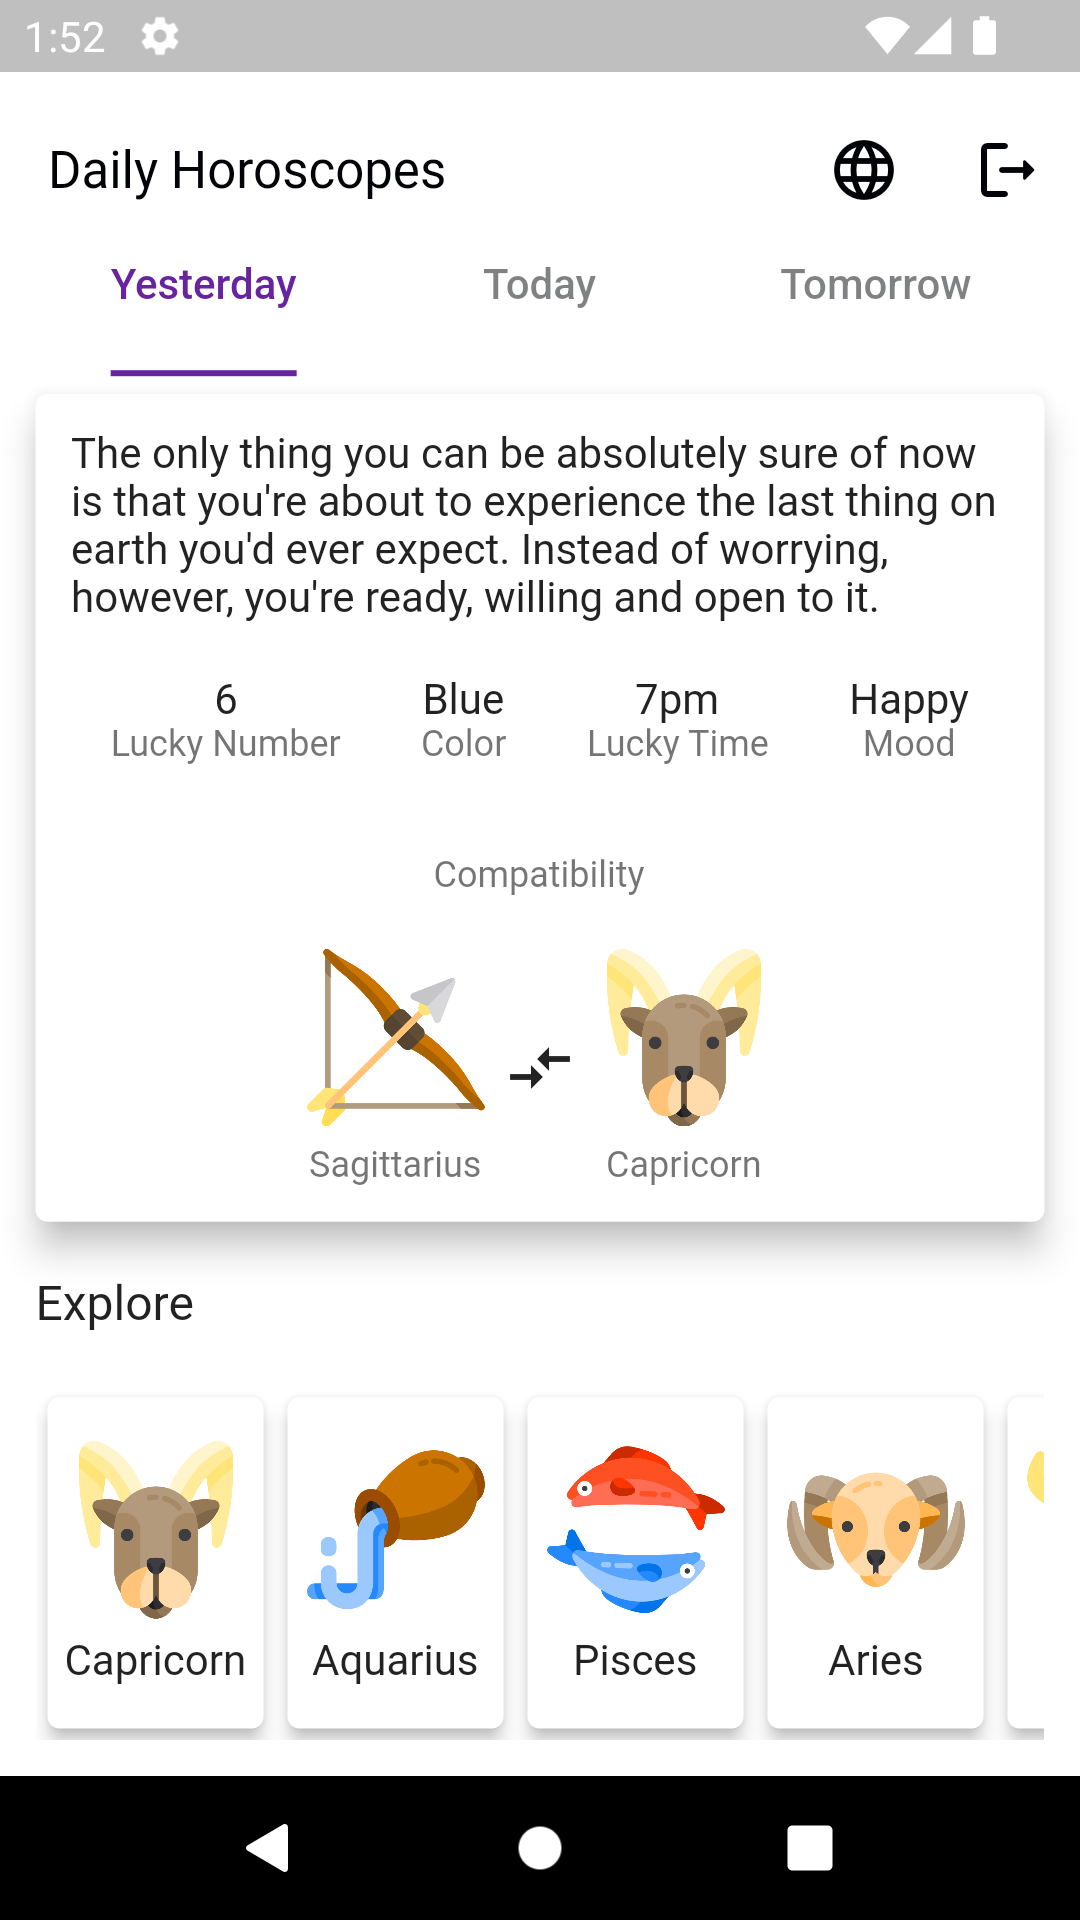 1:52
Daily Horoscopes
Yesterday Today Tomorrow
The only thing you can be absolutely sure of now
is that you're about to experience the last thing on
earth you'd ever expect. Instead of worrying,
however, you're ready, willing and open to it.
6 Blue 7pm Happy
Lucky Number Color Lucky Time Mood
Compatibility
Sagittarius Capricorn
Explore
Capricorn Aquarius Pisces Aries